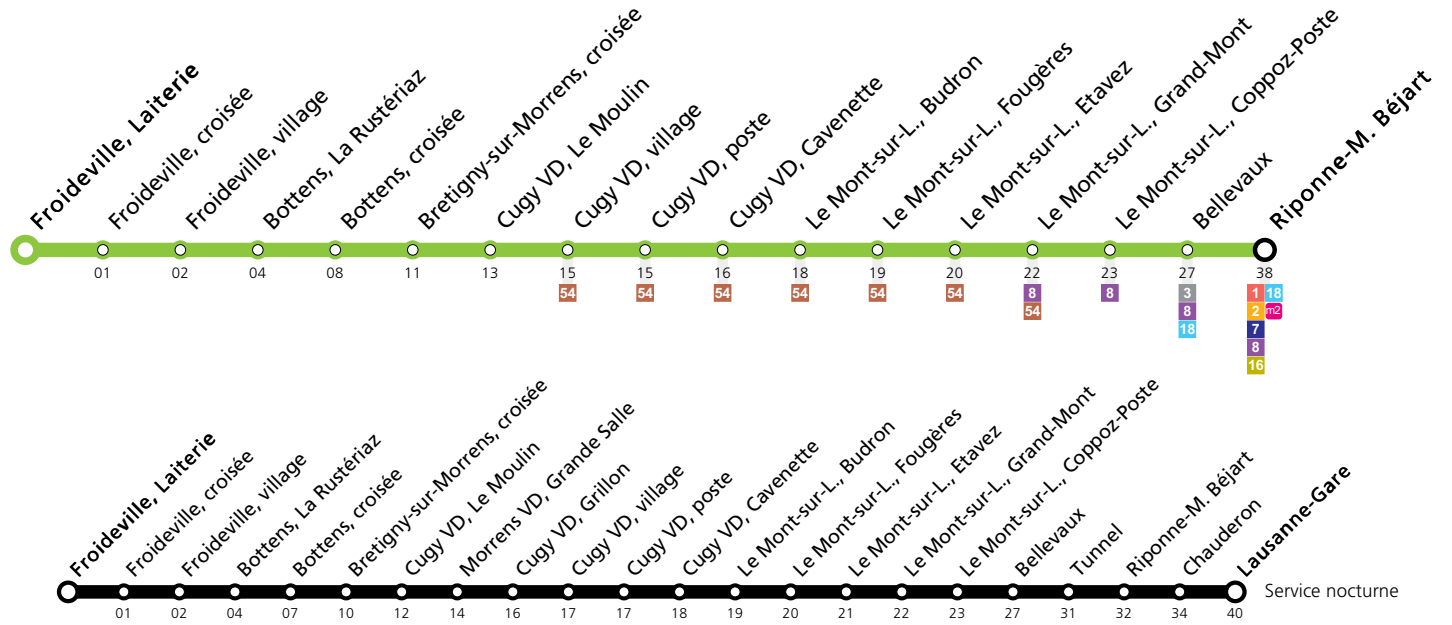 Froideville, Laiterie
Froideville, croisée
Froideville, village
Bottens, La Rustériaz
Bottens, croisée
Bretigny-sur-Morrens, croisée
Cugy VD, Le Moulin
Cugy VD, village
Cugy VD, poste
Cugy VD, Cavenette
Le Mont-sur-L., Budron
Le Mont-sur-L., Fougères
Le Mont-sur-L., Etavez
Le Mont-sur-L., Grand-Mont
Le Mont-sur-L., Coppoz-Poste
Bellevaux
Riponne-M. Béjart
01 02 04 08 11 13 15 15 16 18 19 20 22 23 27 38
54 54 54 54 54 54 8 8 3 1 18
54 8 2 m2
18 7
8
16
Froideville, Laiterie
Froideville, croisée
Froideville, village
Bottens, La Rustériaz
Bottens, croisée
Bretigny-sur-Morrens, croisée
Cugy VD, Le Moulin
Morrens VD, Grande Salle
Cugy VD, Grillon
Cugy VD, village
Cugy VD, poste
Cugy VD, Cavenette
Le Mont-sur-L., Budron
Le Mont-sur-L., Fougères
Le Mont-sur-L., Etavez
Le Mont-sur-L., Grand-Mont
Le Mont-sur-L., Coppoz-Poste
Bellevaux
Tunnel
Riponne-M. Béjart
Chauderon
Lausanne-Gare
Service nocturne
01 02 04 07 10 12 14 16 17 17 18 19 20 21 22 23 27 31 32 34 40